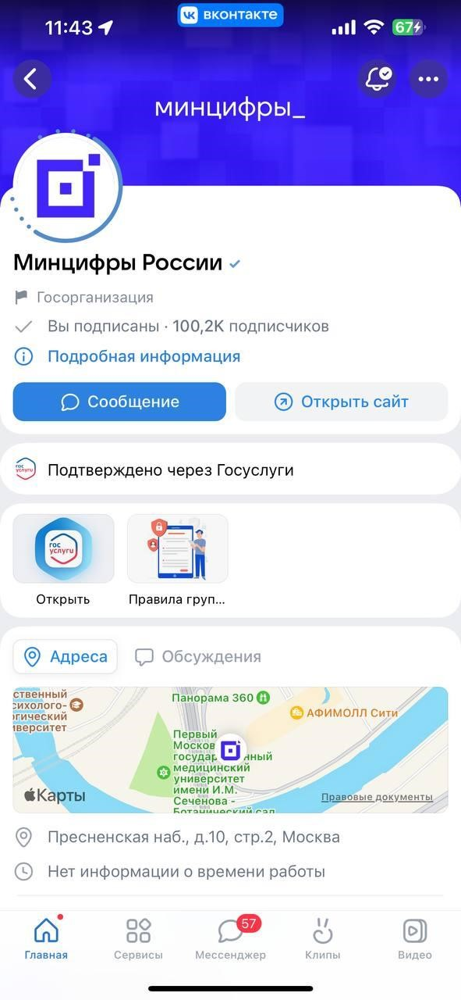 11:43
вконтакте
67
минцифры_
Минцифры России
Госорганизация
Вы подписаны · 100,2K подписчиков
Подробная информация
Сообщение
Открыть сайт
гос
услуги
Подтверждено через Госуслуги
гос
услуги
Открыть
Правила груп...
Адреса
Обсуждения
ственный
сихолого-
огический
иверситет
Панорама 360
АФИМОЛЛ Сити
Первый
Москов
государ нный
медицинский
университет
имени И.М.
Сеченова -
Ботанический сад
Карты
Правовые документы
Пресненская наб., д.10, стр.2, Москва
Нет информации о времени работы
57
Главная
Сервисы
Мессенджер
Клипы
Видео